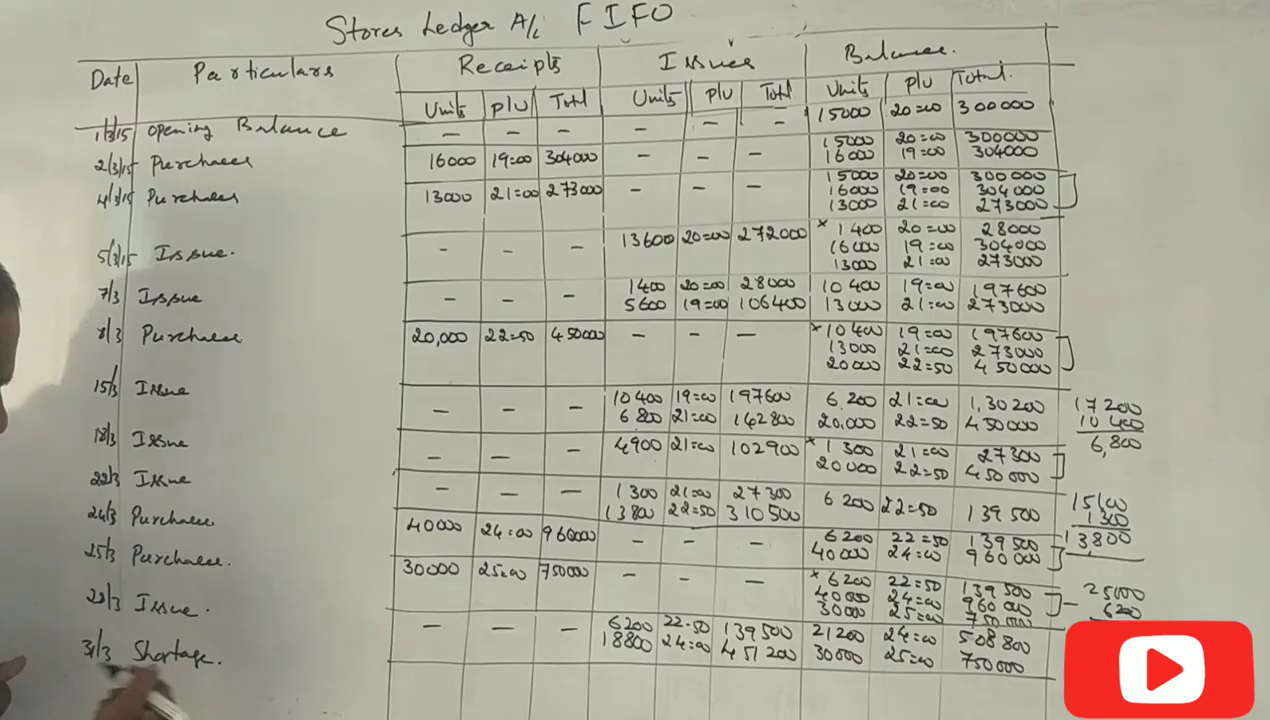 Stores Ledger A/c FIFO
Date Particulars Receipts Issues Balance.
Units P/U Total Units P/U Total Units P/U Total.
1/3/15 opening Balance - - - - - - 15000 20=00 300000
2/3/15 Purchases 16000 19=00 304000 - - - 15000 20=00 300000
16000 19=00 304000
4/3/15 Purchases 13000 21=00 273000 - - - 15000 20=00 300000
16000 19=00 304000
13000 21=00 273000
5/3/15 Issue. - - - 13600 20=00 272000 * 1400 20=00 28000
16000 19=00 304000
13000 21=00 273000
7/3 Issue - - - 1400 20=00 28000 10400 19=00 197600
5600 19=00 106400 13000 21=00 273000
8/3 Purchases 20,000 22=50 450000 - - - *10400 19=00 197600
13000 21=00 273000
20000 22=50 450000
15/3 Issue - - - 10400 19=00 197600 6200 21=00 1,30200 17200
6800 21=00 142800 20,000 22=50 450000 10400
6,800
18/3 Issue - - - 4900 21=00 102900 * 1300 21=00 27300
20000 22=50 450000
22/3 Issue - - - 1300 21=00 27300 6200 22=50 139500 15100
13800 22=50 310500 1300
13800
24/3 Purchases 40000 24=00 960000 - - - 6200 22=50 139500
40000 24=00 960000
25/3 Purchases. 30000 25=00 750000 - - - *6200 22=50 139500 25000
40000 24=00 960000 - 6200
30000 25=00 750000
28/3 Issue. - - - 6200 22.50 139500 21200 24=00 508800
18800 24=00 451200 30000 25=00 750000
31/3 Shortage.